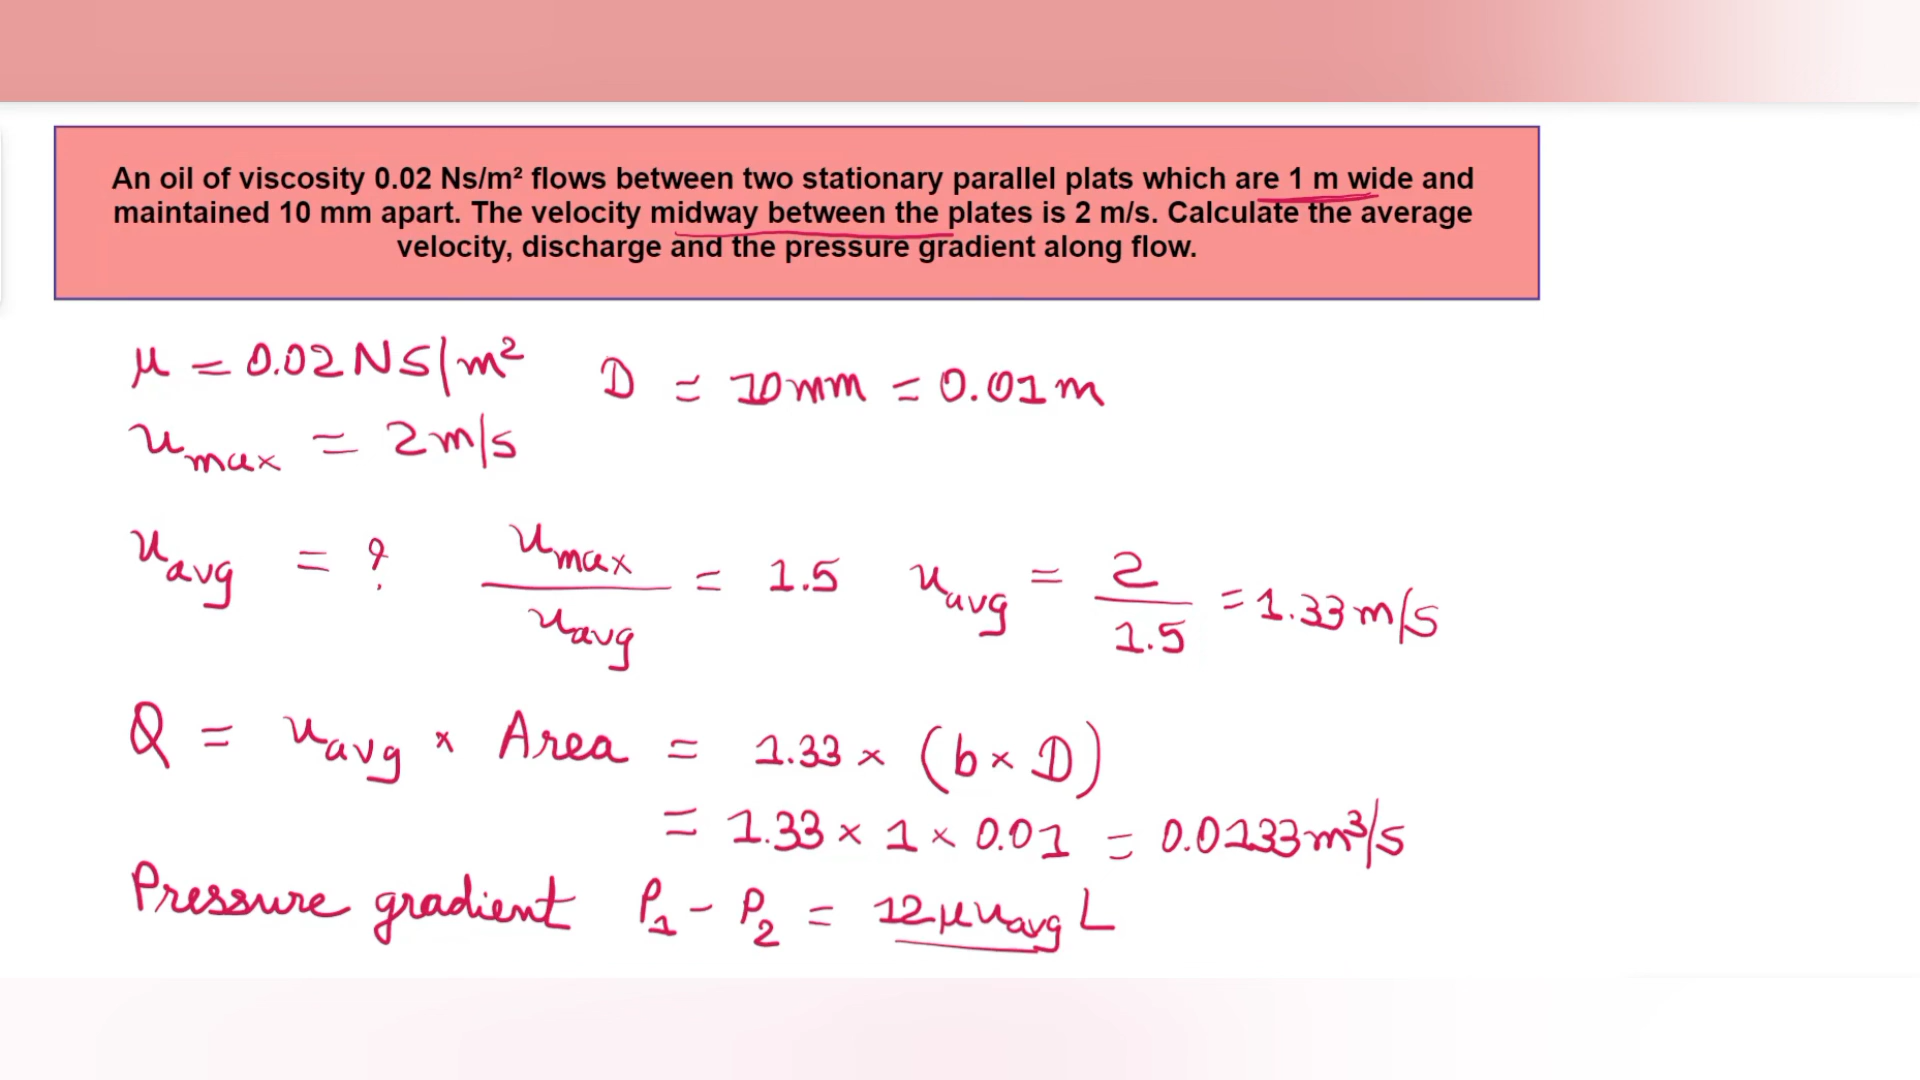 An oil of viscosity 0.02 Ns/m² flows between two stationary parallel plats which are 1 m wide and
maintained 10 mm apart. The velocity midway between the plates is 2 m/s. Calculate the average
velocity, discharge and the pressure gradient along flow.
μ = 0.02 NS/m² D = 10mm = 0.01m
u_max = 2m/s
u_avg = ? u_max/u_avg = 1.5 u_avg = 2/1.5 = 1.33 m/s
Q = u_avg × Area = 1.33 × (b × D)
= 1.33 × 1 × 0.01 = 0.0133 m³/s
Pressure gradient P₁ - P₂ = 12μu_avg L